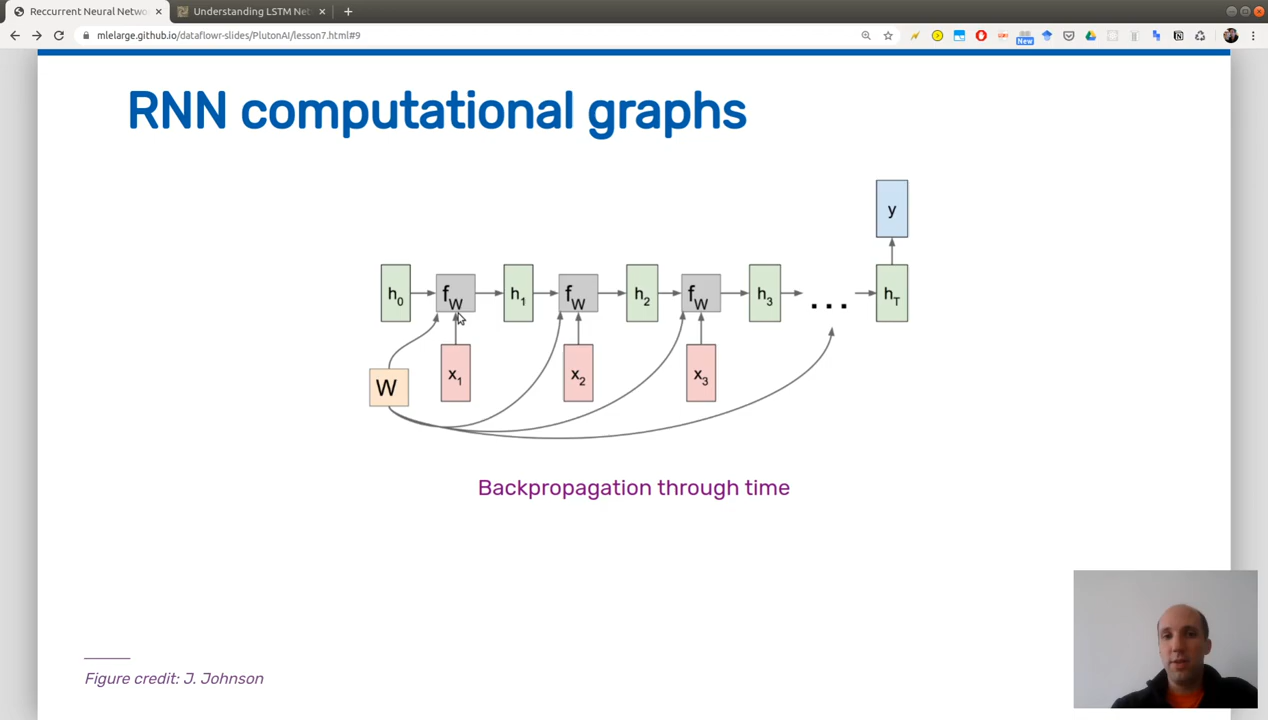 Reccurrent Neural Netwo
Understanding LSTM Net
mlelarge.github.io/dataflowr-slides/PlutonAI/lesson7.html#9
New
RNN computational graphs
y
h0 fW h1 fW h2 fW h3 ... hT
W x1 x2 x3
Backpropagation through time
Figure credit: J. Johnson